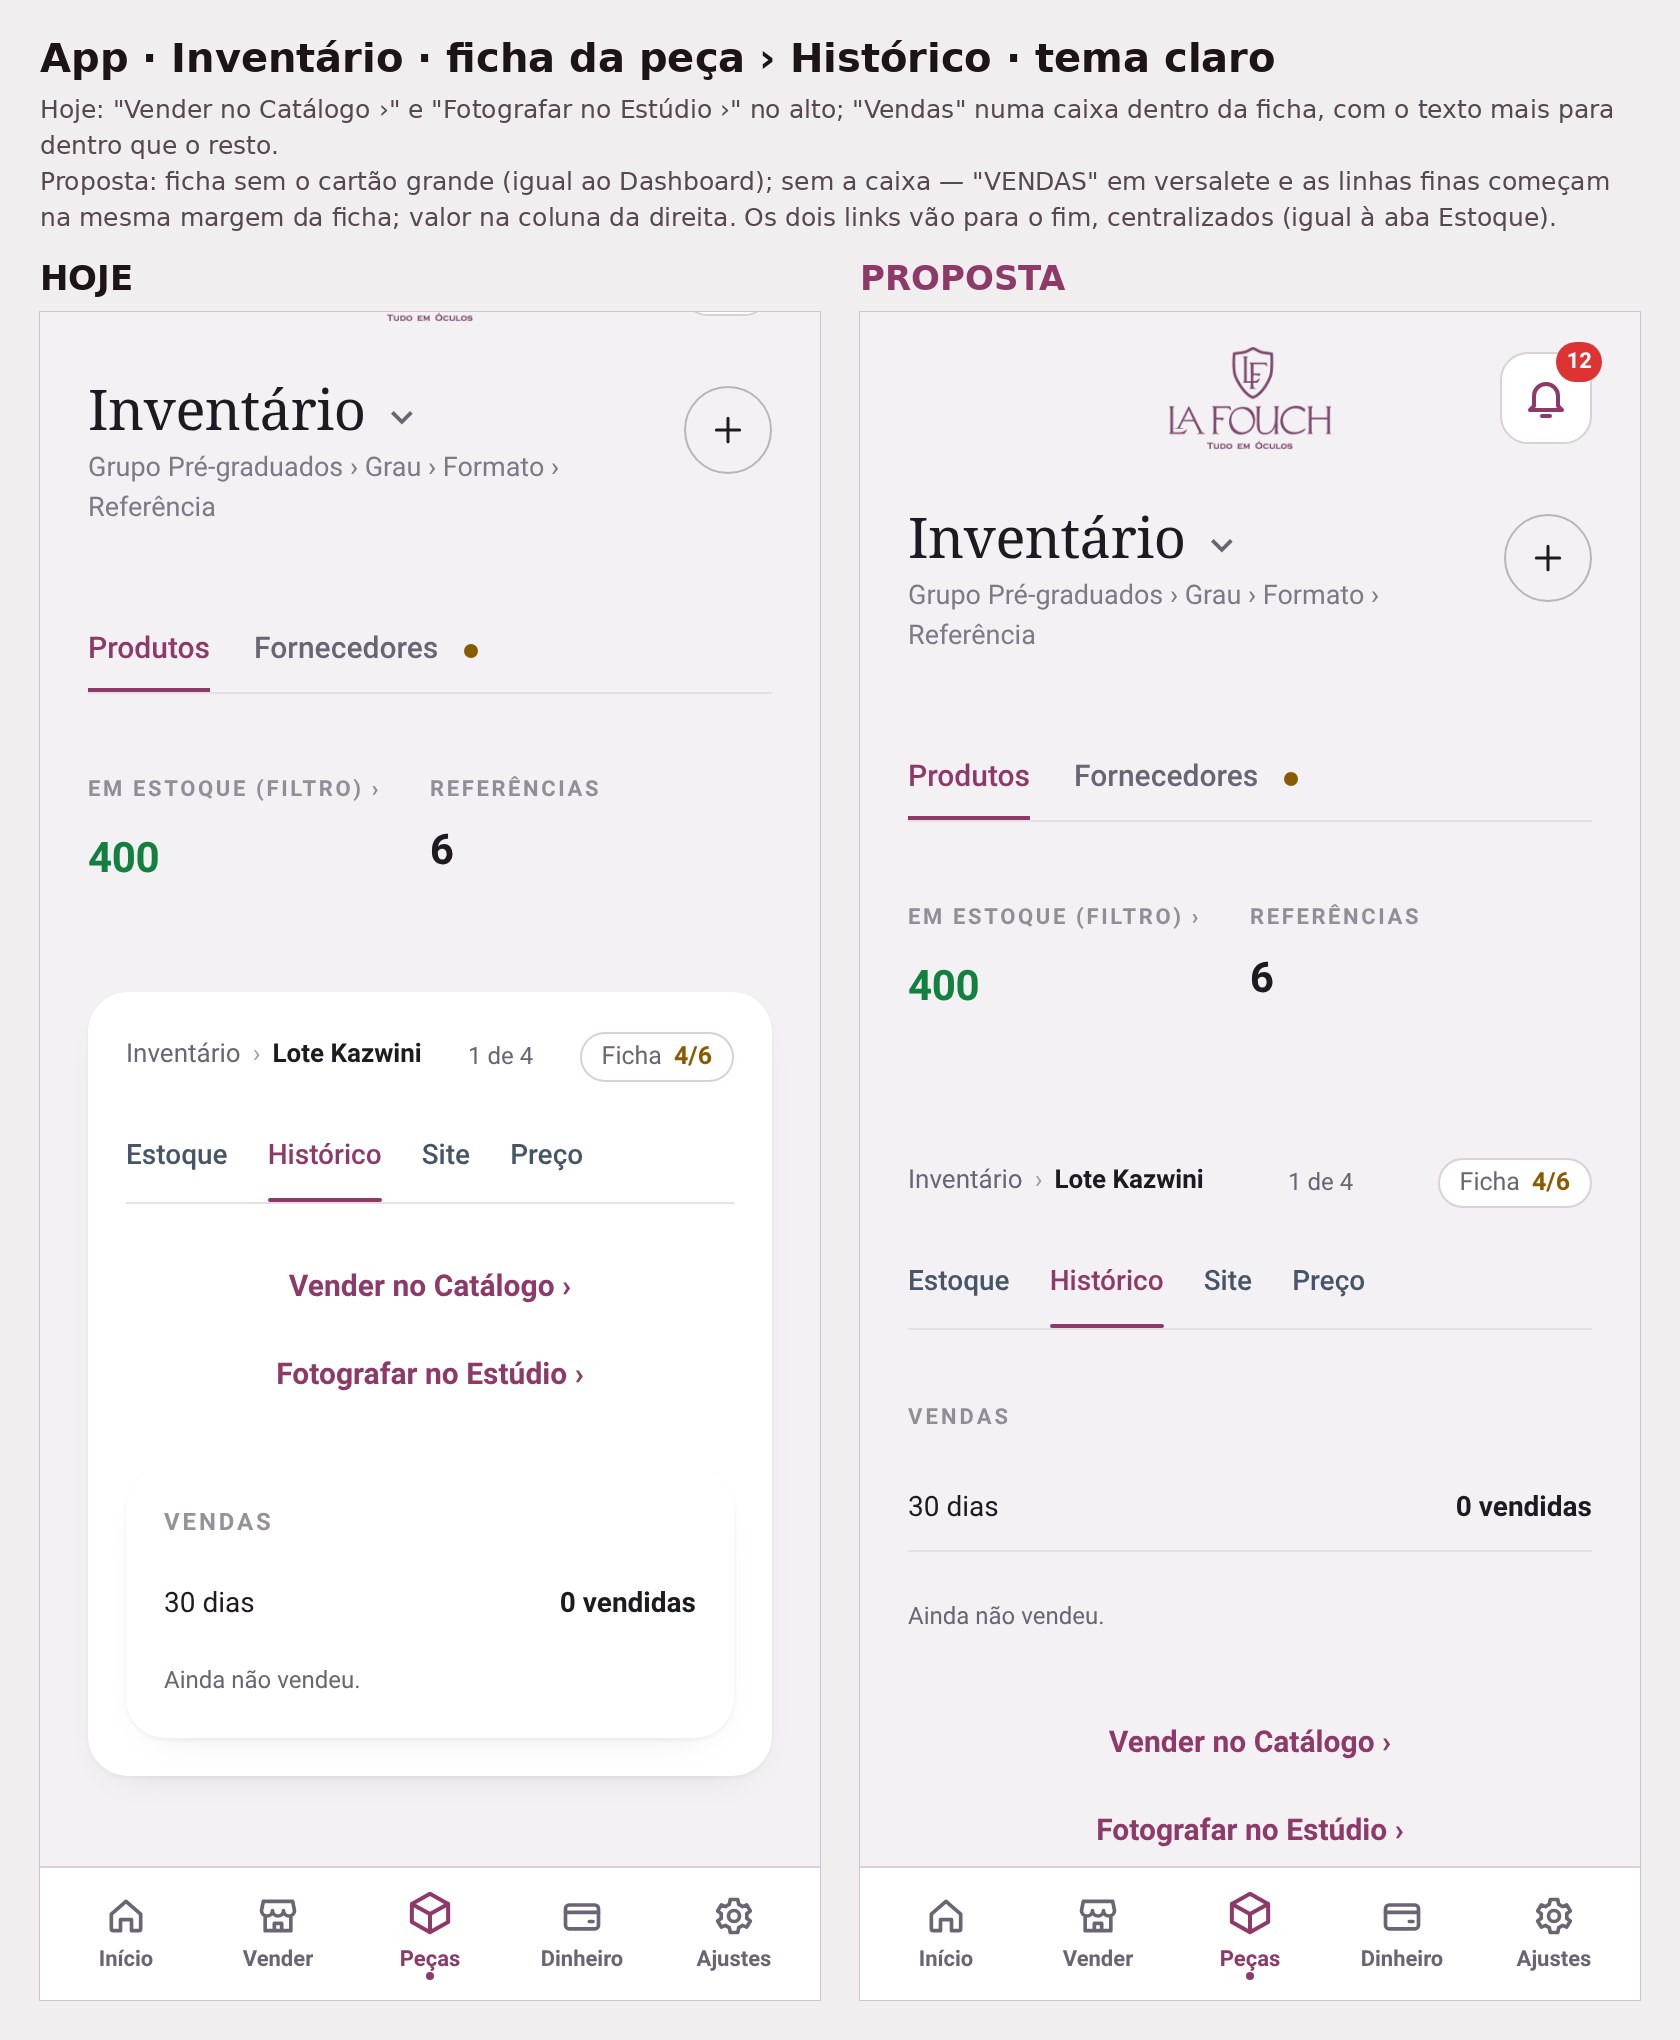 App · Inventário · ficha da peça › Histórico · tema claro
Hoje: "Vender no Catálogo ›" e "Fotografar no Estúdio ›" no alto; "Vendas" numa caixa dentro da ficha, com o texto mais para
dentro que o resto.
Proposta: ficha sem o cartão grande (igual ao Dashboard); sem a caixa — "VENDAS" em versalete e as linhas finas começam
na mesma margem da ficha; valor na coluna da direita. Os dois links vão para o fim, centralizados (igual à aba Estoque).
HOJE
TUDO EM ÓCULOS
Inventário
Grupo Pré-graduados › Grau › Formato ›
Referência
Produtos Fornecedores
EM ESTOQUE (FILTRO) › REFERÊNCIAS
400 6
Inventário › Lote Kazwini 1 de 4 Ficha 4/6
Estoque Histórico Site Preço
Vender no Catálogo ›
Fotografar no Estúdio ›
VENDAS
30 dias 0 vendidas
Ainda não vendeu.
Início Vender Peças Dinheiro Ajustes
PROPOSTA
LF
LA FOUCH
TUDO EM ÓCULOS
12
Inventário
Grupo Pré-graduados › Grau › Formato ›
Referência
Produtos Fornecedores
EM ESTOQUE (FILTRO) › REFERÊNCIAS
400 6
Inventário › Lote Kazwini 1 de 4 Ficha 4/6
Estoque Histórico Site Preço
VENDAS
30 dias 0 vendidas
Ainda não vendeu.
Vender no Catálogo ›
Fotografar no Estúdio ›
Início Vender Peças Dinheiro Ajustes